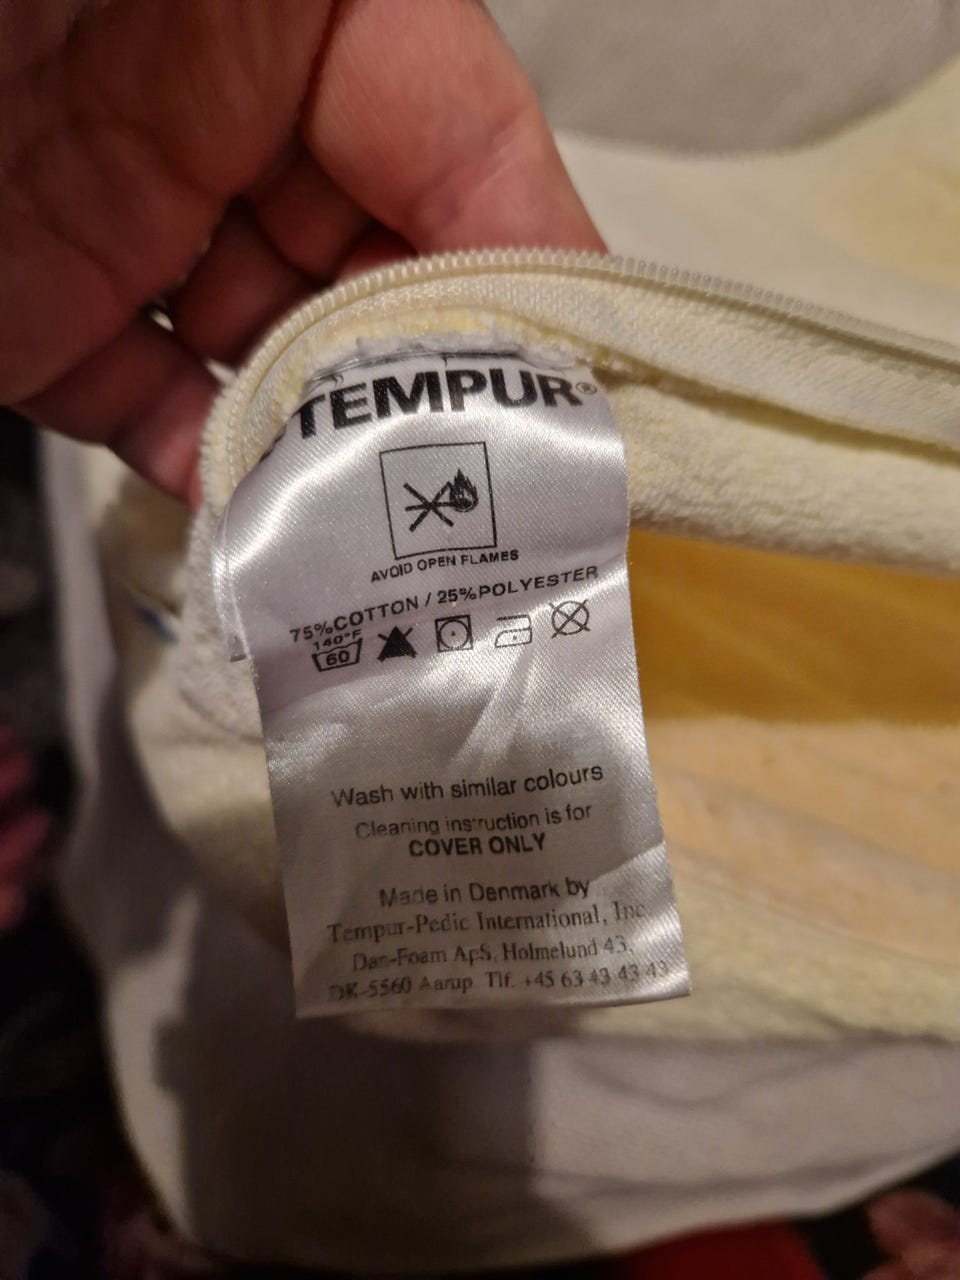 TEMPUR®
AVOID OPEN FLAMES
75%COTTON / 25%POLYESTER
140°F
60
Wash with similar colours
Cleaning instruction is for
COVER ONLY
Made in Denmark by
Tempur-Pedic International, Inc.
Dan-Foam ApS, Holmelund 43,
DK-5560 Aarup Tlf. +45 63 43 43 43